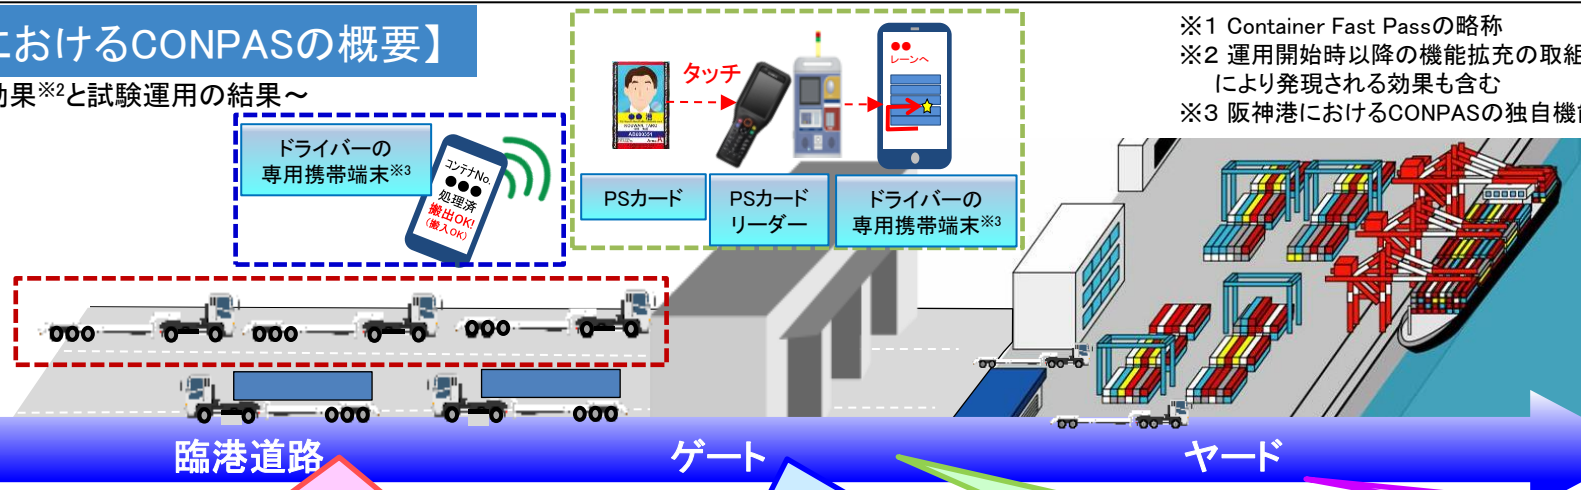 におけるCONPASの概要】
効果※2と試験運用の結果～
※1 Container Fast Passの略称
※2 運用開始時以降の機能拡充の取組
により発現される効果も含む
※3 阪神港におけるCONPASの独自機能
ドライバーの
専用携帯端末※3
コンテナNo.
●●●
処理済
搬出OK!
(搬入OK)
タッチ
●●
レーンへ
PSカード
PSカード
リーダー
ドライバーの
専用携帯端末※3
臨港道路
ゲート
ヤード